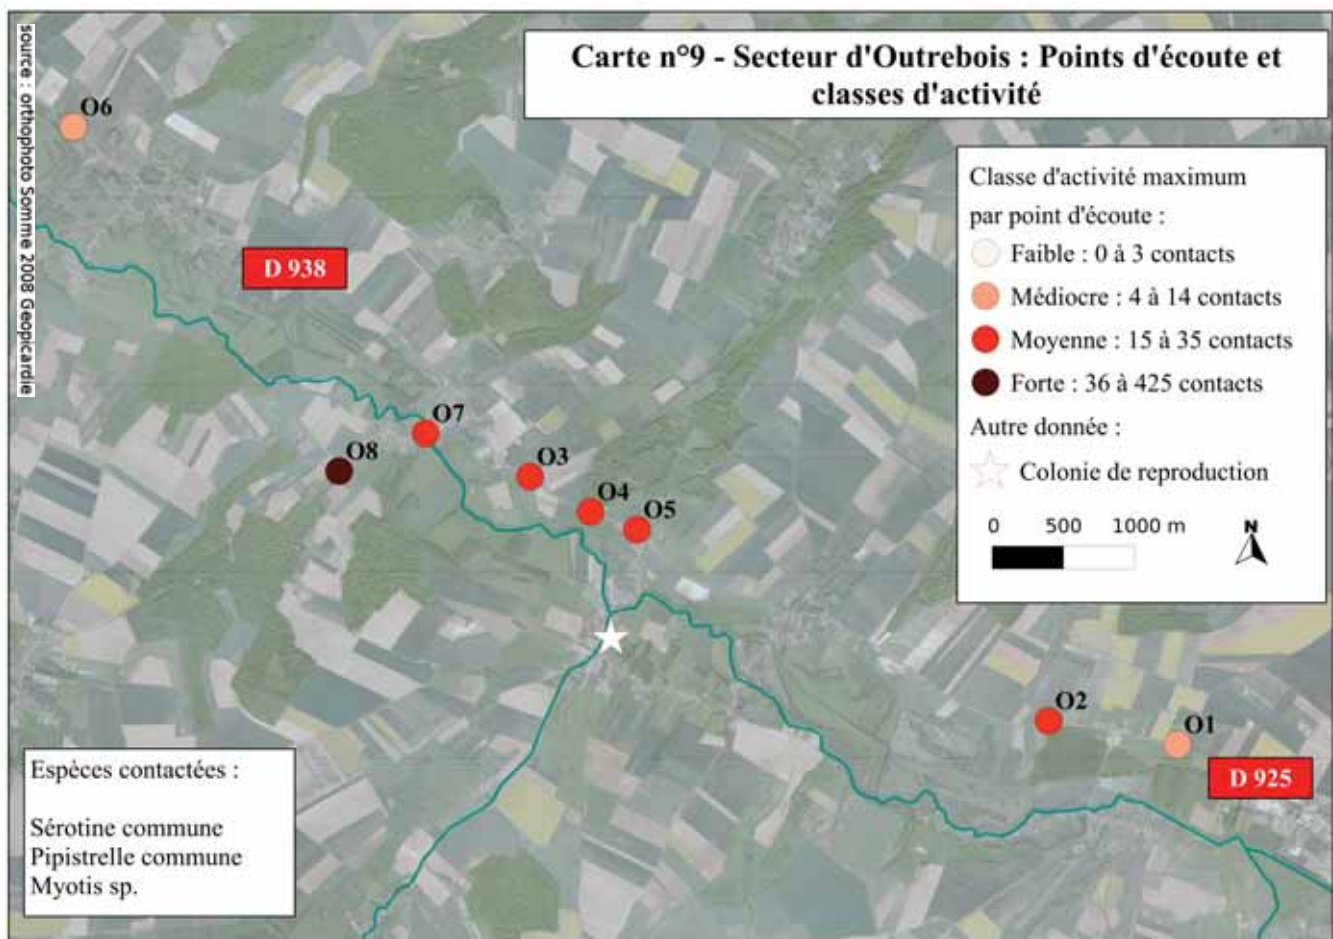 Carte n°9 - Secteur d'Outrebois : Points d'écoute et
classes d'activité
source : orthophoto Somme 2008 Geopicardie
O6
D 938
Classe d'activité maximum
par point d'écoute :
Faible : 0 à 3 contacts
Médiocre : 4 à 14 contacts
Moyenne : 15 à 35 contacts
Forte : 36 à 425 contacts
Autre donnée :
Colonie de reproduction
0 500 1000 m
N
O7
O8
O3
O4
O5
O2
O1
D 925
Espèces contactées :
Sérotine commune
Pipistrelle commune
Myotis sp.